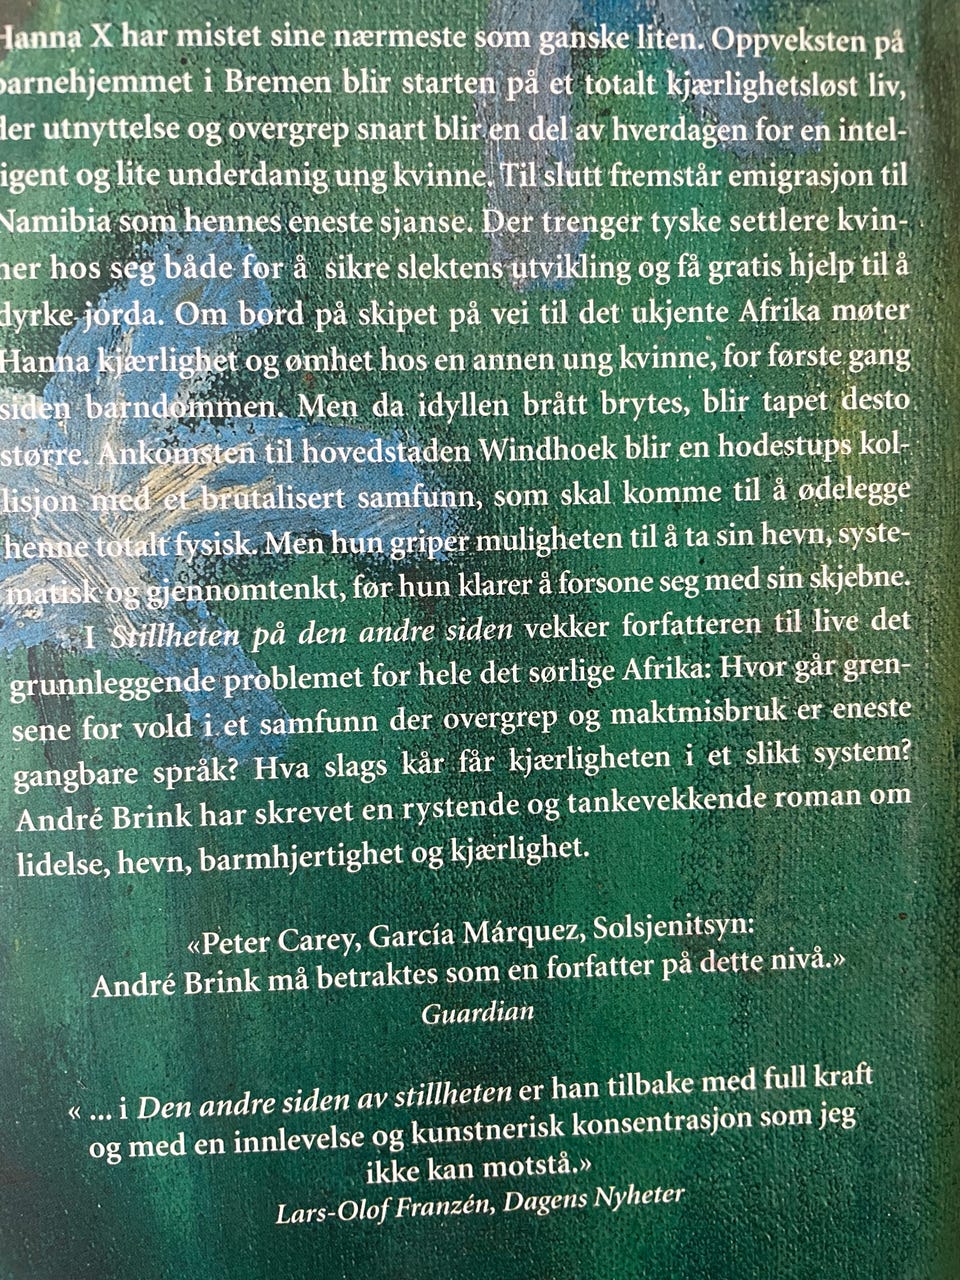 Hanna X har mistet sine nærmeste som ganske liten. Oppveksten på
barnehjemmet i Bremen blir starten på et totalt kjærlighetsløst liv,
der utnyttelse og overgrep snart blir en del av hverdagen for en intel-
ligent og lite underdanig ung kvinne. Til slutt fremstår emigrasjon til
Namibia som hennes eneste sjanse. Der trenger tyske settlere kvin-
ner hos seg både for å sikre slektens utvikling og få gratis hjelp til å
dyrke jorda. Om bord på skipet på vei til det ukjente Afrika møter
Hanna kjærlighet og ømhet hos en annen ung kvinne, for første gang
siden barndommen. Men da idyllen brått brytes, blir tapet desto
større. Ankomsten til hovedstaden Windhoek blir en hodestups kol-
lisjon med et brutalisert samfunn, som skal komme til å ødelegge
henne totalt fysisk. Men hun griper muligheten til å ta sin hevn, syste-
matisk og gjennomtenkt, før hun klarer å forsone seg med sin skjebne.
I Stillheten på den andre siden vekker forfatteren til live det
grunnleggende problemet for hele det sørlige Afrika: Hvor går gren-
sene for vold i et samfunn der overgrep og maktmisbruk er eneste
gangbare språk? Hva slags kår får kjærligheten i et slikt system?
André Brink har skrevet en rystende og tankevekkende roman om
lidelse, hevn, barmhjertighet og kjærlighet.
«Peter Carey, García Márquez, Solsjenitsyn:
André Brink må betraktes som en forfatter på dette nivå.»
Guardian
« ... i Den andre siden av stillheten er han tilbake med full kraft
og med en innlevelse og kunstnerisk konsentrasjon som jeg
ikke kan motstå.»
Lars-Olof Franzén, Dagens Nyheter